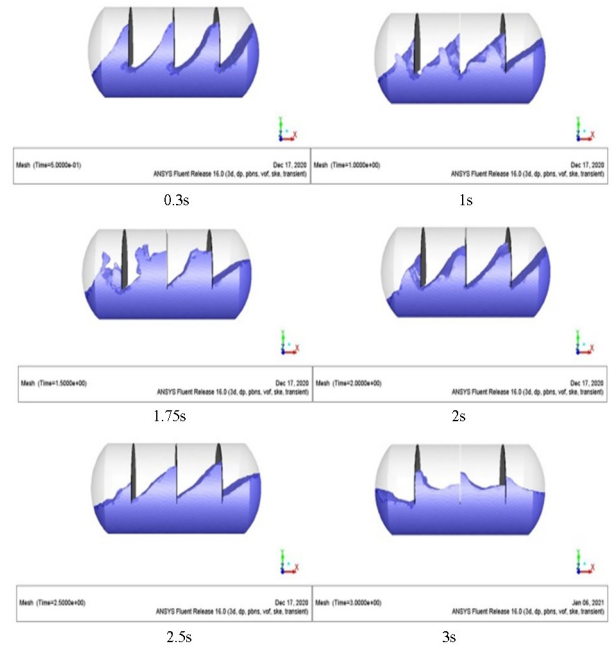 Mesh (Time=5.0000e-01) Dec 17, 2020
ANSYS Fluent Release 16.0 (3d, dp, pbns, vof, ske, transient)
0.3s
Mesh (Time=1.0000e+00) Dec 17, 2020
ANSYS Fluent Release 16.0 (3d, dp, pbns, vof, ske, transient)
1s
Mesh (Time=1.5000e+00) Dec 17, 2020
ANSYS Fluent Release 16.0 (3d, dp, pbns, vof, ske, transient)
1.75s
Mesh (Time=2.0000e+00) Dec 17, 2020
ANSYS Fluent Release 16.0 (3d, dp, pbns, vof, ske, transient)
2s
Mesh (Time=2.5000e+00) Dec 17, 2020
ANSYS Fluent Release 16.0 (3d, dp, pbns, vof, ske, transient)
2.5s
Mesh (Time=3.0000e+00) Jan 06, 2021
ANSYS Fluent Release 16.0 (3d, dp, pbns, vof, ske, transient)
3s